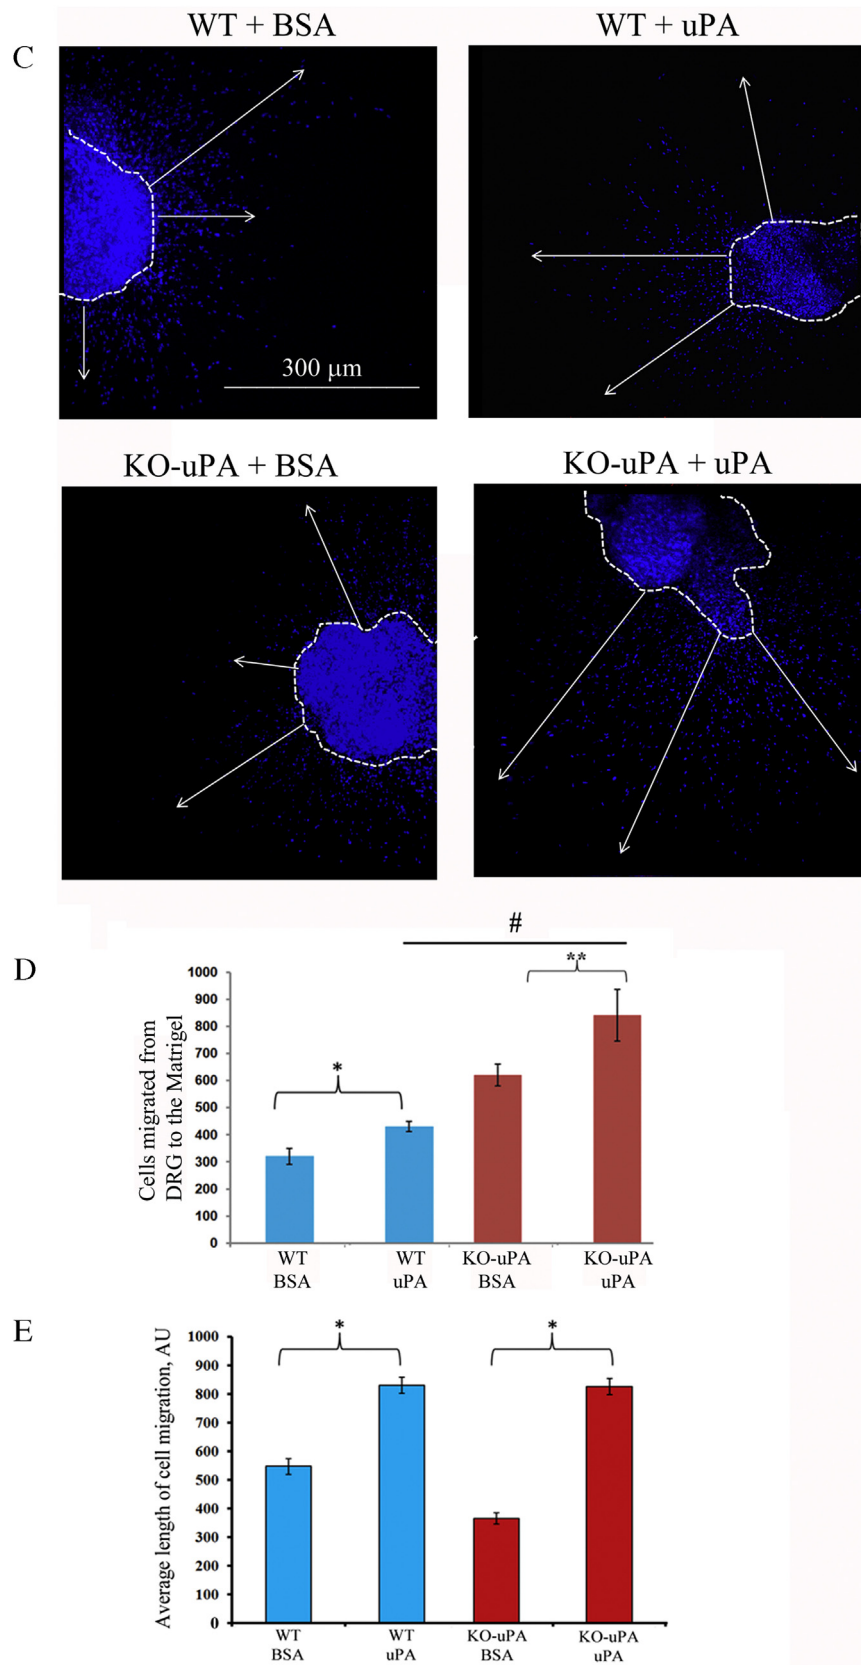 WT + BSA
WT + uPA
C
300 µm
KO-uPA + BSA
KO-uPA + uPA
D
#
**
*
Cells migrated from
DRG to the Matrigel
1000
900
800
700
600
500
400
300
200
100
0
WT
BSA
WT
uPA
KO-uPA
BSA
KO-uPA
uPA
E
*
*
Average length of cell migration, AU
1000
900
800
700
600
500
400
300
200
100
0
WT
BSA
WT
uPA
KO-uPA
BSA
KO-uPA
uPA